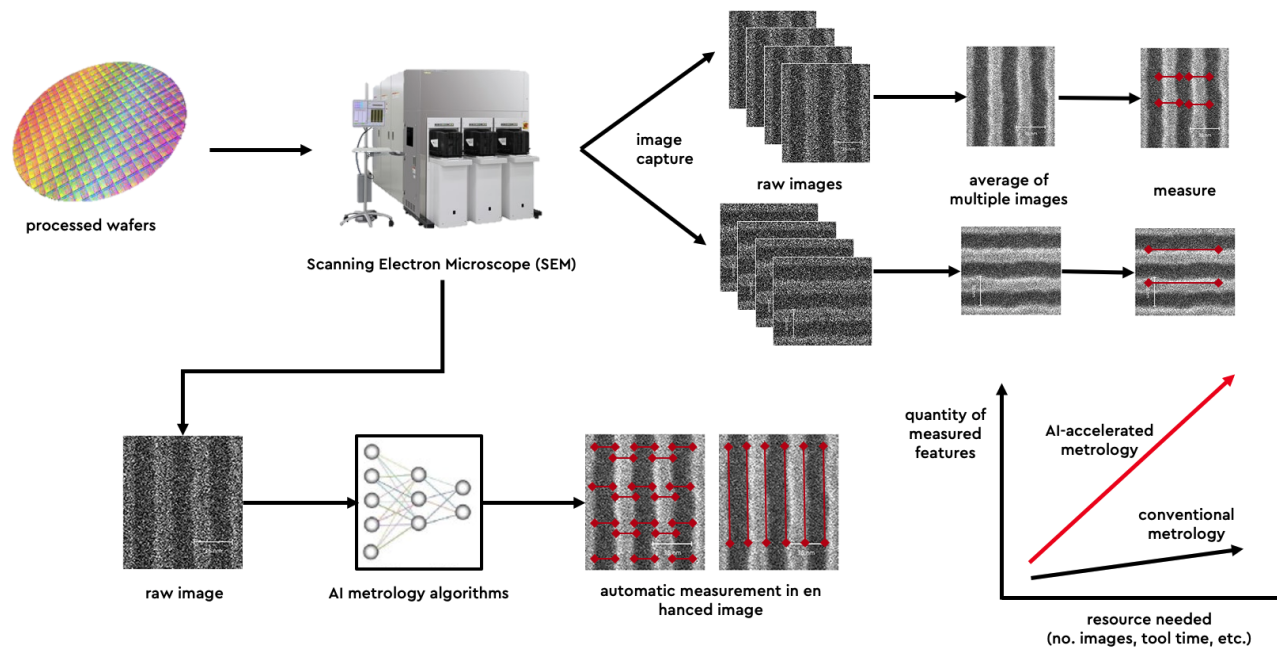 processed wafers
Scanning Electron Microscope (SEM)
image
capture
raw images
average of
multiple images
measure
raw image
AI metrology algorithms
automatic measurement in en
hanced image
quantity of
measured
features
AI-accelerated
metrology
conventional
metrology
resource needed
(no. images, tool time, etc.)